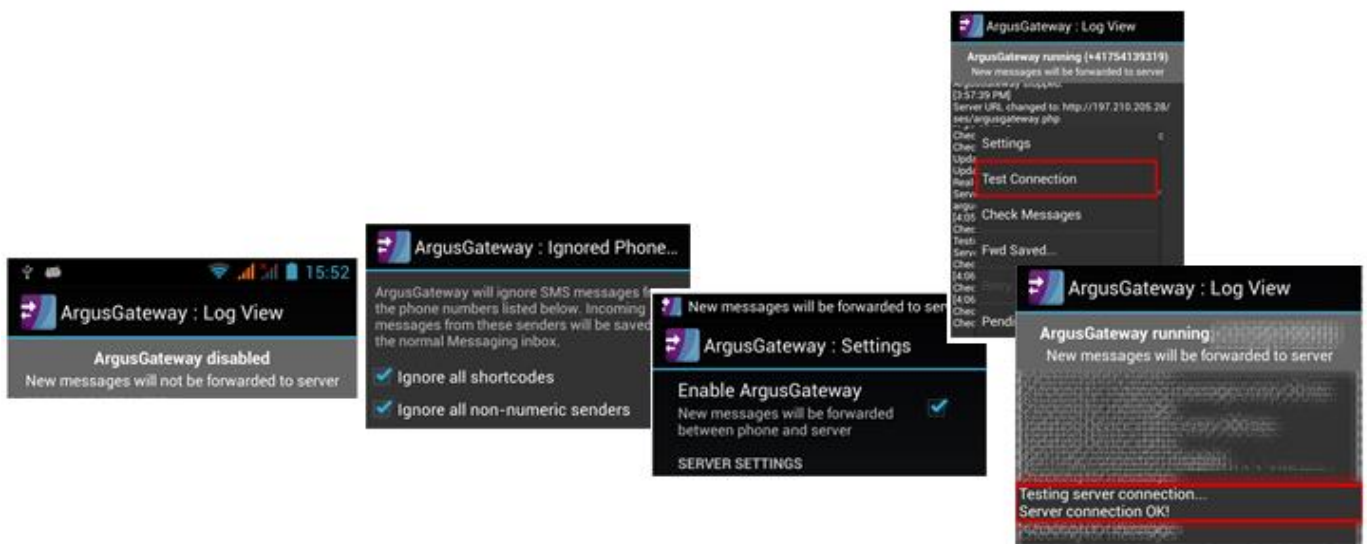 15:52
ArgusGateway : Log View
ArgusGateway disabled
New messages will not be forwarded to server
ArgusGateway : Ignored Phone...
ArgusGateway will ignore SMS messages
the phone numbers listed below. Incoming
messages from these senders will be saved
the normal Messaging inbox.
Ignore all shortcodes
Ignore all non-numeric senders
New messages will be forwarded to
ArgusGateway : Settings
Enable ArgusGateway
New messages will be forwarded
between phone and server
SERVER SETTINGS
ArgusGateway : Log View
ArgusGateway running (+41754139319)
New messages will be forwarded to server
ArgusGateway stopped.
[3:57:39 PM]
Server URL changed to: http://197.210.205.28/
ses/argusgateway.php
Settings
Test Connection
Check Messages
Fwd Saved...
ArgusGateway : Log View
ArgusGateway running
New messages will be forwarded to server
Testing server connection...
Server connection OK!